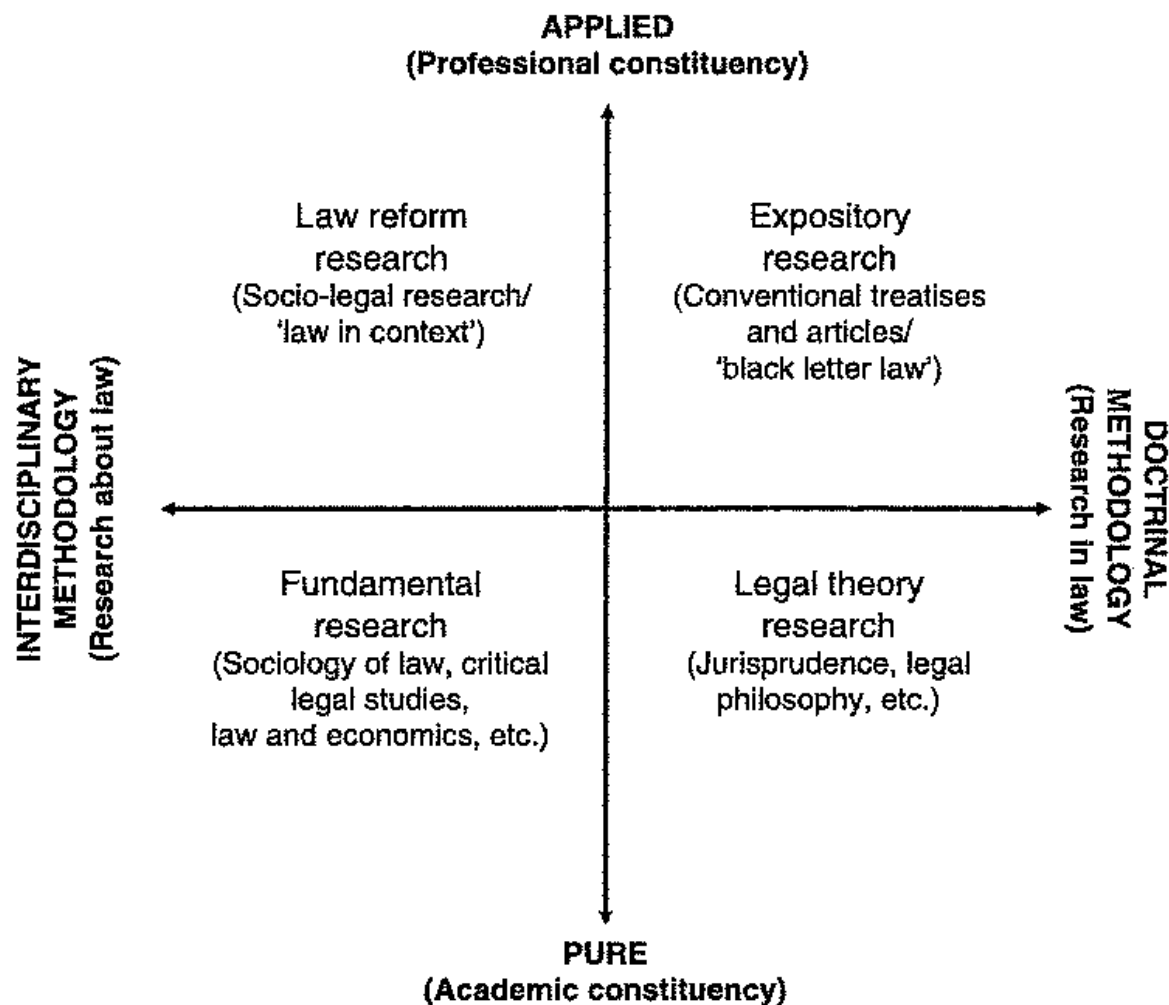 APPLIED
(Professional constituency)
Law reform
research
(Socio-legal research/
‘law in context’)
Expository
research
(Conventional treatises
and articles/
‘black letter law’)
INTERDISCIPLINARY
METHODOLOGY
(Research about law)
DOCTRINAL
METHODOLOGY
(Research in law)
Fundamental
research
(Sociology of law, critical
legal studies,
law and economics, etc.)
Legal theory
research
(Jurisprudence, legal
philosophy, etc.)
PURE
(Academic constituency)